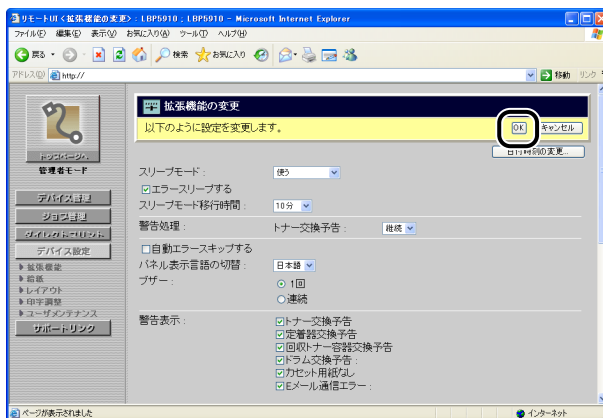 リモートUI<拡張機能の変更> : LBP5910 ; LBP5910 - Microsoft Internet Explorer
ファイル(F) 編集(E) 表示(V) お気に入り(A) ツール(T) ヘルプ(H)
戻る 検索 お気に入り
アドレス(D) http:// 移動 リンク
拡張機能の変更
以下のように設定を変更します。 OK キャンセル
日付時刻の変更...
トップページへ
管理者モード
デバイス管理
ジョブ管理
ダイレクトプリント
デバイス設定
拡張機能
給紙
レイアウト
印字調整
ユーザメンテナンス
サポートリンク
スリープモード : 使う
エラースリープする
スリープモード移行時間 : 10分
警告処理 : トナー交換予告 : 継続
自動エラースキップする
パネル表示言語の切替 : 日本語
ブザー : 1回
連続
警告表示 : トナー交換予告
定着器交換予告
回収トナー容器交換予告
ドラム交換予告 :
カセット用紙なし
Eメール通信エラー :
ページが表示されました インターネット